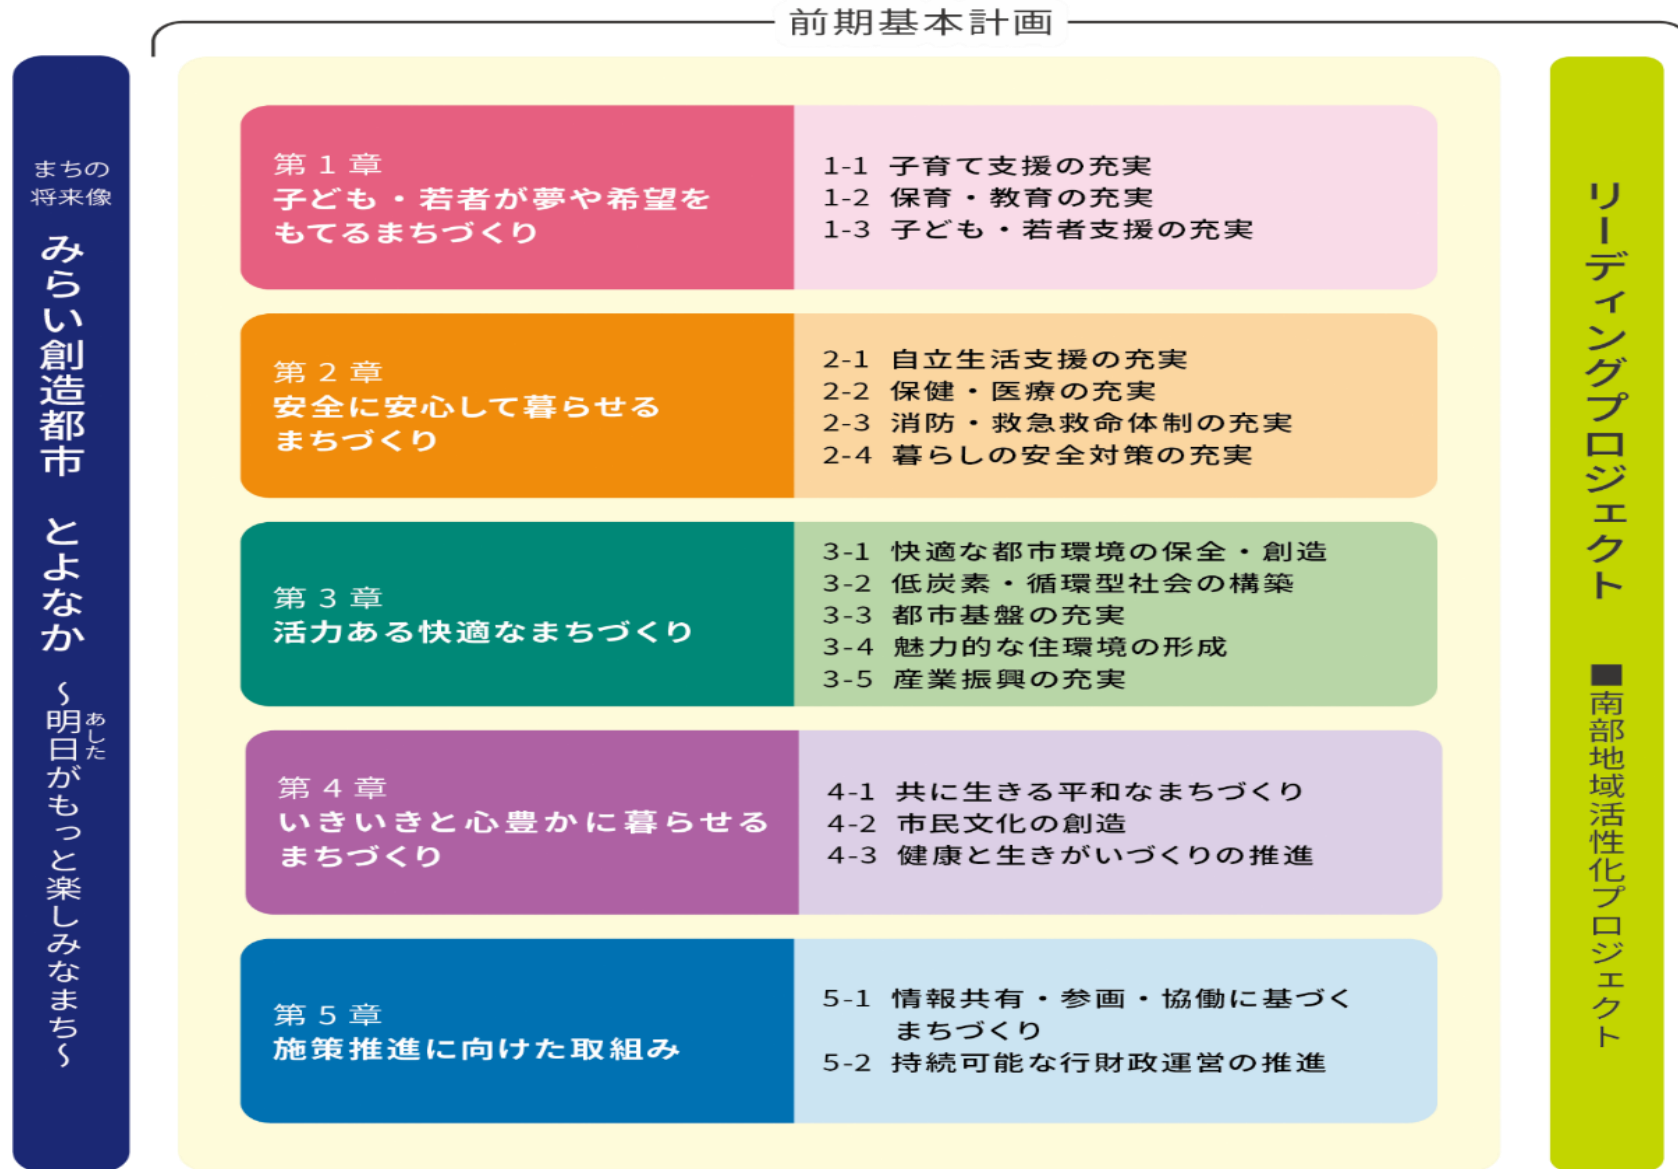 前期基本計画
まちの
将来像
みらい創造都市 とよなか
～明日がもっと楽しみなまち～
あした
第1章
子ども・若者が夢や希望を
もてるまちづくり
1-1 子育て支援の充実
1-2 保育・教育の充実
1-3 子ども・若者支援の充実
第2章
安全に安心して暮らせる
まちづくり
2-1 自立生活支援の充実
2-2 保健・医療の充実
2-3 消防・救急救命体制の充実
2-4 暮らしの安全対策の充実
第3章
活力ある快適なまちづくり
3-1 快適な都市環境の保全・創造
3-2 低炭素・循環型社会の構築
3-3 都市基盤の充実
3-4 魅力的な住環境の形成
3-5 産業振興の充実
第4章
いきいきと心豊かに暮らせる
まちづくり
4-1 共に生きる平和なまちづくり
4-2 市民文化の創造
4-3 健康と生きがいづくりの推進
第5章
施策推進に向けた取組み
5-1 情報共有・参画・協働に基づく
まちづくり
5-2 持続可能な行財政運営の推進
リーディングプロジェクト ■南部地域活性化プロジェクト